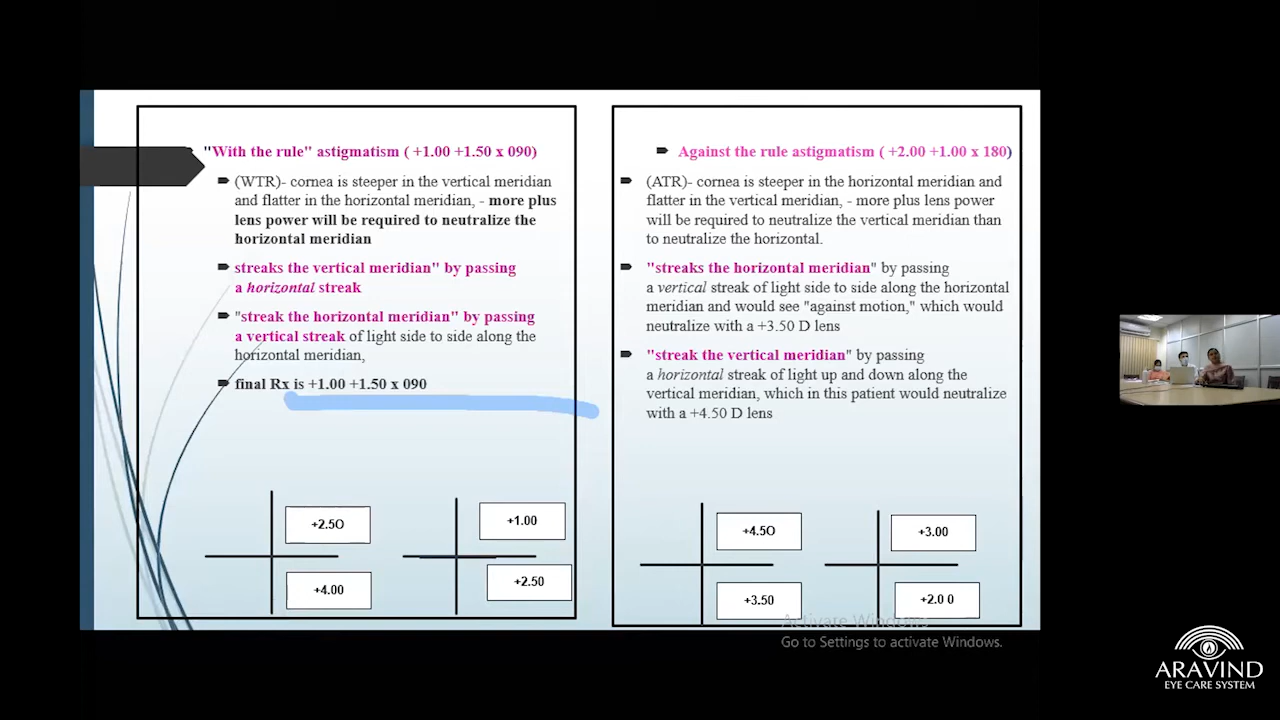 "With the rule" astigmatism ( +1.00 +1.50 x 090)
(WTR)- cornea is steeper in the vertical meridian
and flatter in the horizontal meridian, - more plus
lens power will be required to neutralize the
horizontal meridian
streaks the vertical meridian" by passing
a horizontal streak
"streak the horizontal meridian" by passing
a vertical streak of light side to side along the
horizontal meridian,
final Rx is +1.00 +1.50 x 090
+2.50
+4.00
+1.00
+2.50
Against the rule astigmatism ( +2.00 +1.00 x 180)
(ATR)- cornea is steeper in the horizontal meridian and
flatter in the vertical meridian, - more plus lens power
will be required to neutralize the vertical meridian than
to neutralize the horizontal.
"streaks the horizontal meridian" by passing
a vertical streak of light side to side along the horizontal
meridian and would see "against motion," which would
neutralize with a +3.50 D lens
"streak the vertical meridian" by passing
a horizontal streak of light up and down along the
vertical meridian, which in this patient would neutralize
with a +4.50 D lens
+4.50
+3.50
+3.00
+2.0 0
Activate Windows
Go to Settings to activate Windows.
ARAVIND
EYE CARE SYSTEM